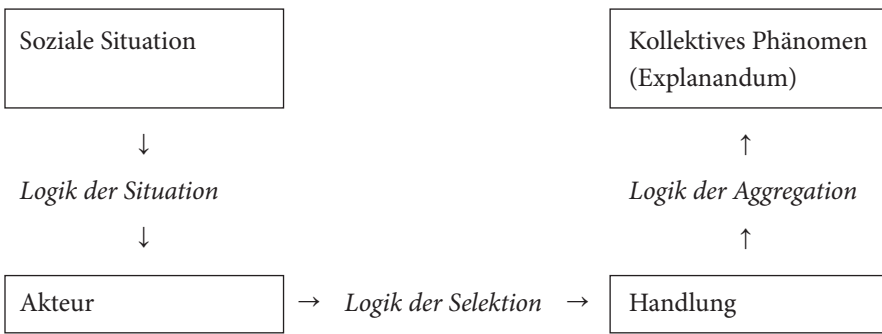 Soziale Situation
Kollektives Phänomen
(Explanandum)
↓
↑
Logik der Situation
Logik der Aggregation
↓
↑
Akteur
→ Logik der Selektion →
Handlung